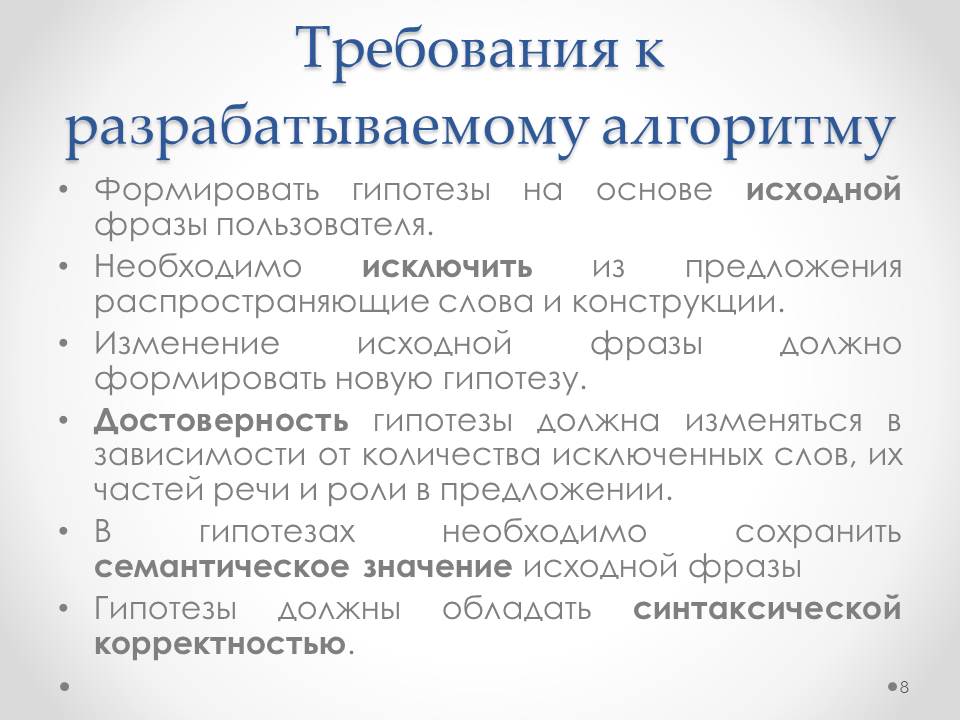 Требования к
разрабатываемому алгоритму
• Формировать гипотезы на основе исходной
фразы пользователя.
• Необходимо исключить из предложения
распространяющие слова и конструкции.
• Изменение исходной фразы должно
формировать новую гипотезу.
• Достоверность гипотезы должна изменяться в
зависимости от количества исключенных слов, их
частей речи и роли в предложении.
• В гипотезах необходимо сохранить
семантическое значение исходной фразы
• Гипотезы должны обладать синтаксической
корректностью.
8